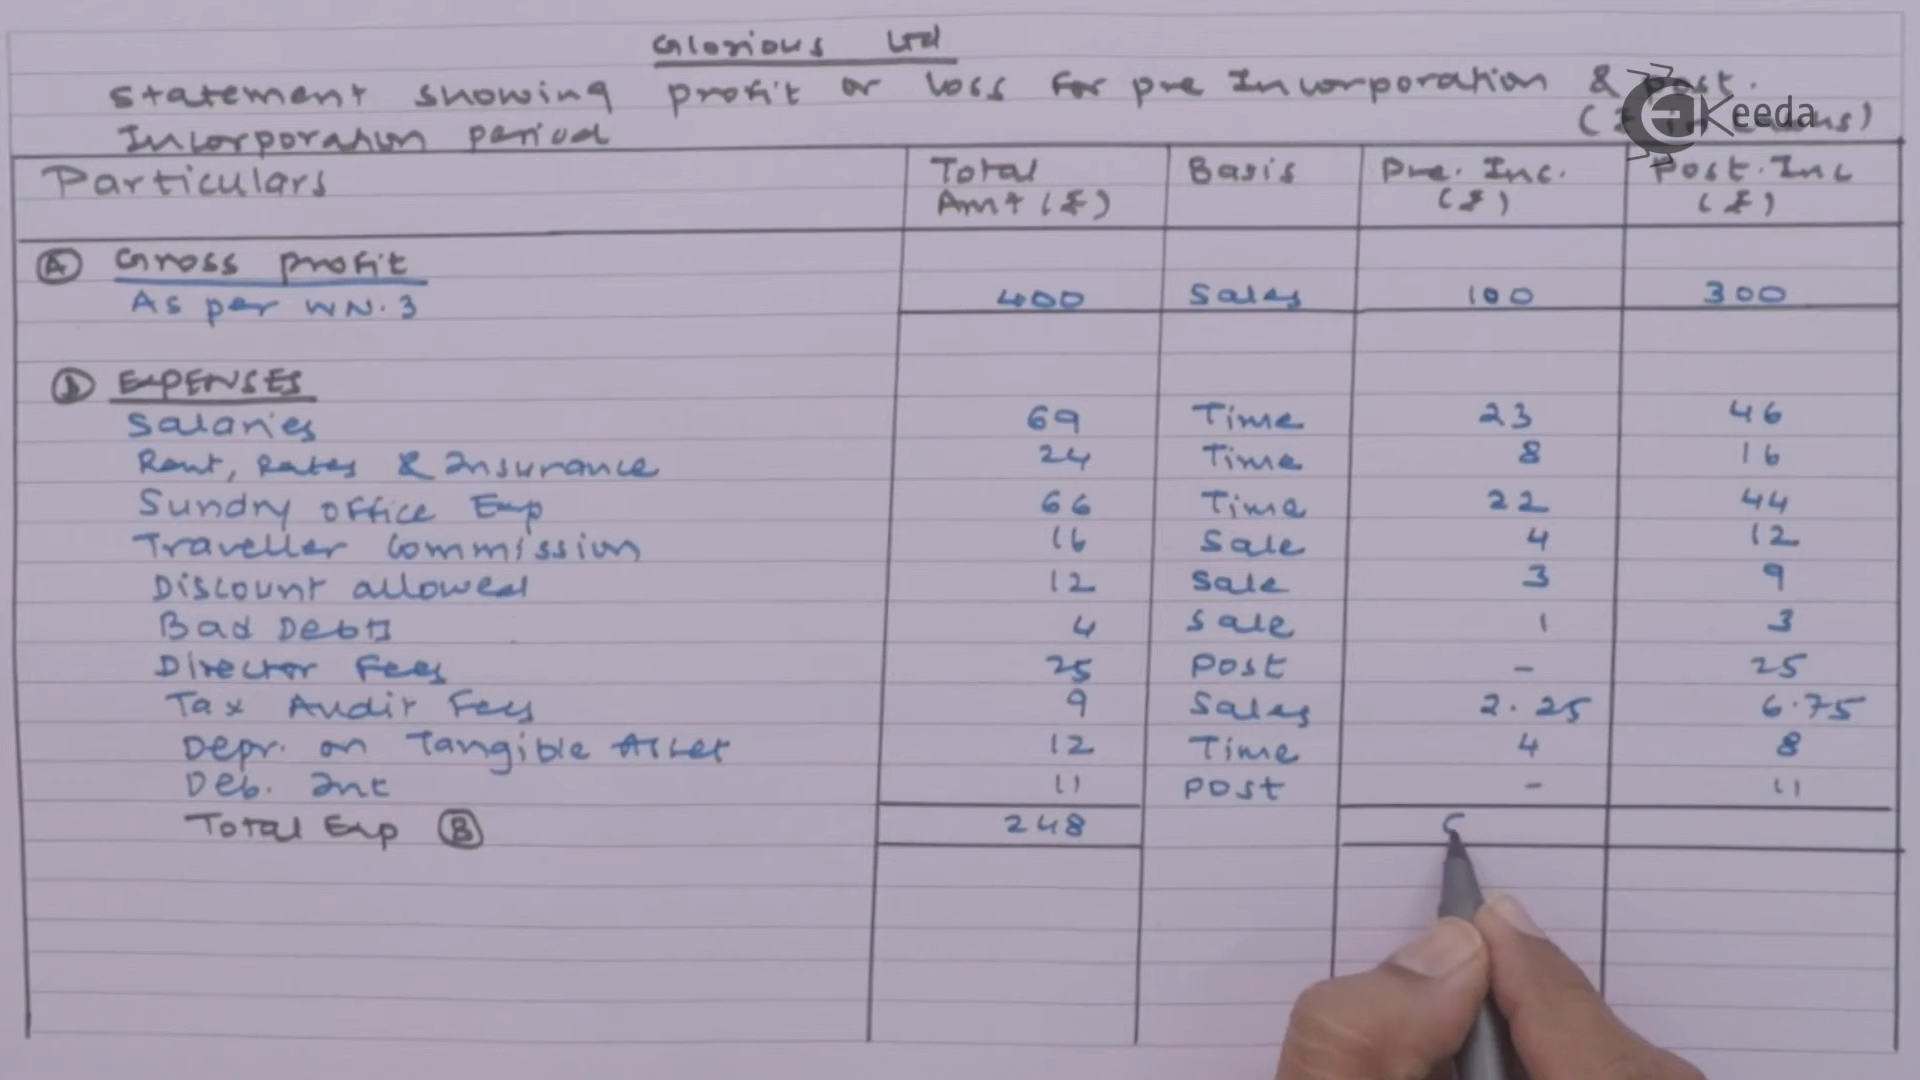 Glorious Ltd
Statement showing profit or loss for pre Incorporation & post.
Incorporation period
EKeeda
Particulars Total Amt (₹) Basis Pre. Inc. (₹) Post. Inc (₹)
A Gross profit
As per WN.3 400 Sales 100 300
EXPENSES
Salaries 69 Time 23 46
Rent, Rates & Insurance 24 Time 8 16
Sundry office Exp 66 Time 22 44
Traveller Commission 16 Sale 4 12
Discount allowed 12 Sale 3 9
Bad Debts 4 Sale 1 3
Director Fees 25 Post - 25
Tax Audit Fees 9 Sales 2.25 6.75
Depr. on Tangible Asset 12 Time 4 8
Deb. Int 11 Post - 11
Total Exp B 248